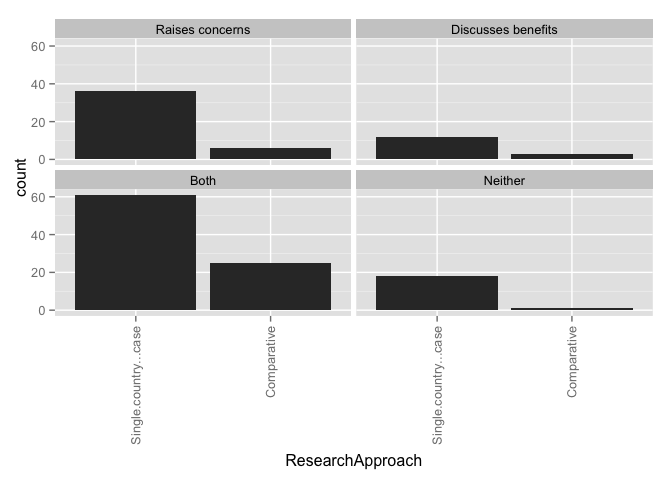 Raises concerns
Discusses benefits
60
40
20
0
Both
Neither
60
40
20
0
count
Single.country...case
Comparative
Single.country...case
Comparative
ResearchApproach